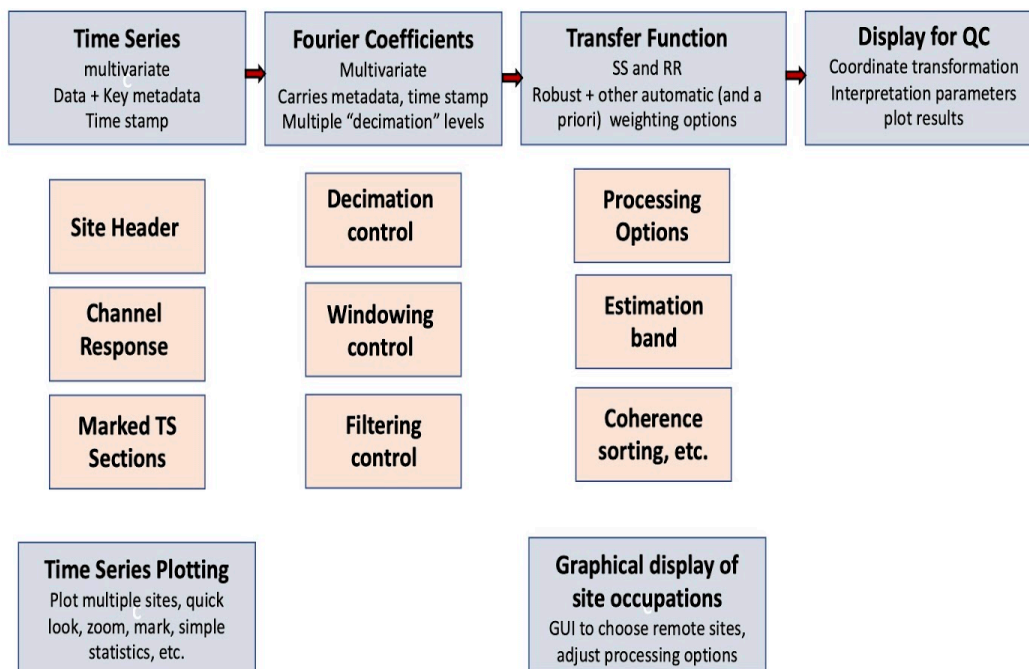 Time Series
multivariate
Data + Key metadata
Time stamp
Fourier Coefficients
Multivariate
Carries metadata, time stamp
Multiple “decimation” levels
Transfer Function
SS and RR
Robust + other automatic (and a
priori) weighting options
Display for QC
Coordinate transformation
Interpretation parameters
plot results
Site Header
Decimation
control
Processing
Options
Channel
Response
Windowing
control
Estimation
band
Marked TS
Sections
Filtering
control
Coherence
sorting, etc.
Time Series Plotting
Plot multiple sites, quick
look, zoom, mark, simple
statistics, etc.
Graphical display of
site occupations
GUI to choose remote sites,
adjust processing options